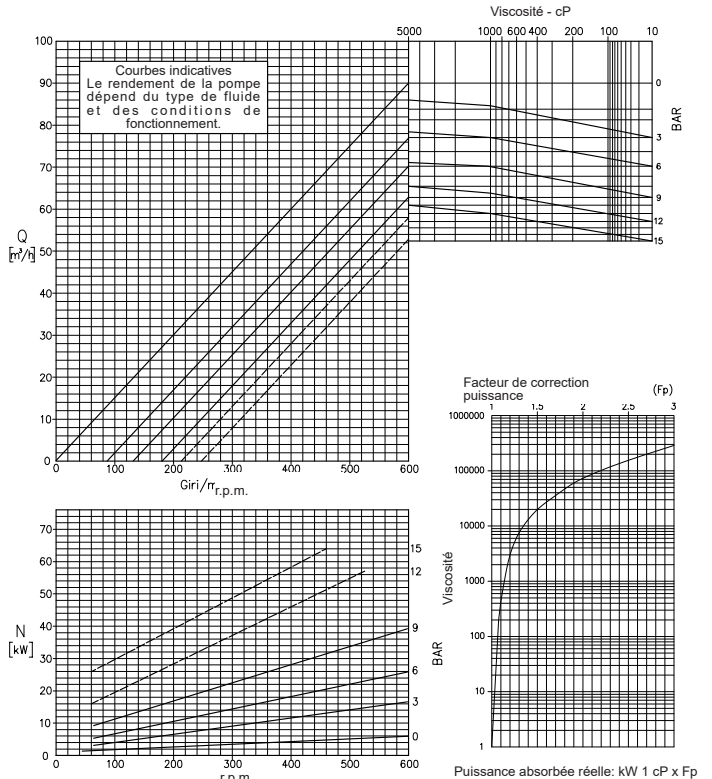 Viscosité - cP
5000 1000 600 400 200 100 10
100
90
80
70
60
50
40
30
20
10
0
Q
[m³/h]
Courbes indicatives
Le rendement de la pompe
dépend du type de fluide
et des conditions de
fonctionnement.
0
3
6
9
12
15
BAR
0 100 200 300 400 500 600
Giri/r.p.m.
70
60
50
40
30
20
10
0
N
[kW]
15
12
9
6
3
0
BAR
0 100 200 300 400 500 600
r.p.m.
Facteur de correction
puissance
(Fp)
1 1.5 2 2.5 3
1000000
100000
10000
1000
100
10
1
Viscosité
Puissance absorbée réelle: kW 1 cP x Fp